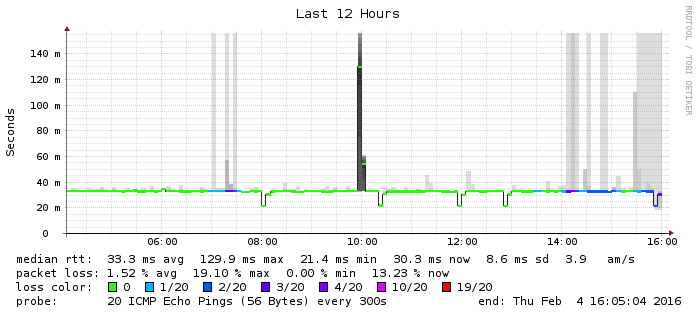 Last 12 Hours
RRDTOOL / TOBI OETIKER
Seconds
140 m
120 m
100 m
80 m
60 m
40 m
20 m
0
06:00 08:00 10:00 12:00 14:00 16:00
median rtt: 33.3 ms avg 129.9 ms max 21.4 ms min 30.3 ms now 8.6 ms sd 3.9 am/s
packet loss: 1.52 % avg 19.10 % max 0.00 % min 13.23 % now
loss color: 0 1/20 2/20 3/20 4/20 10/20 19/20
probe: 20 ICMP Echo Pings (56 Bytes) every 300s end: Thu Feb 4 16:05:04 2016